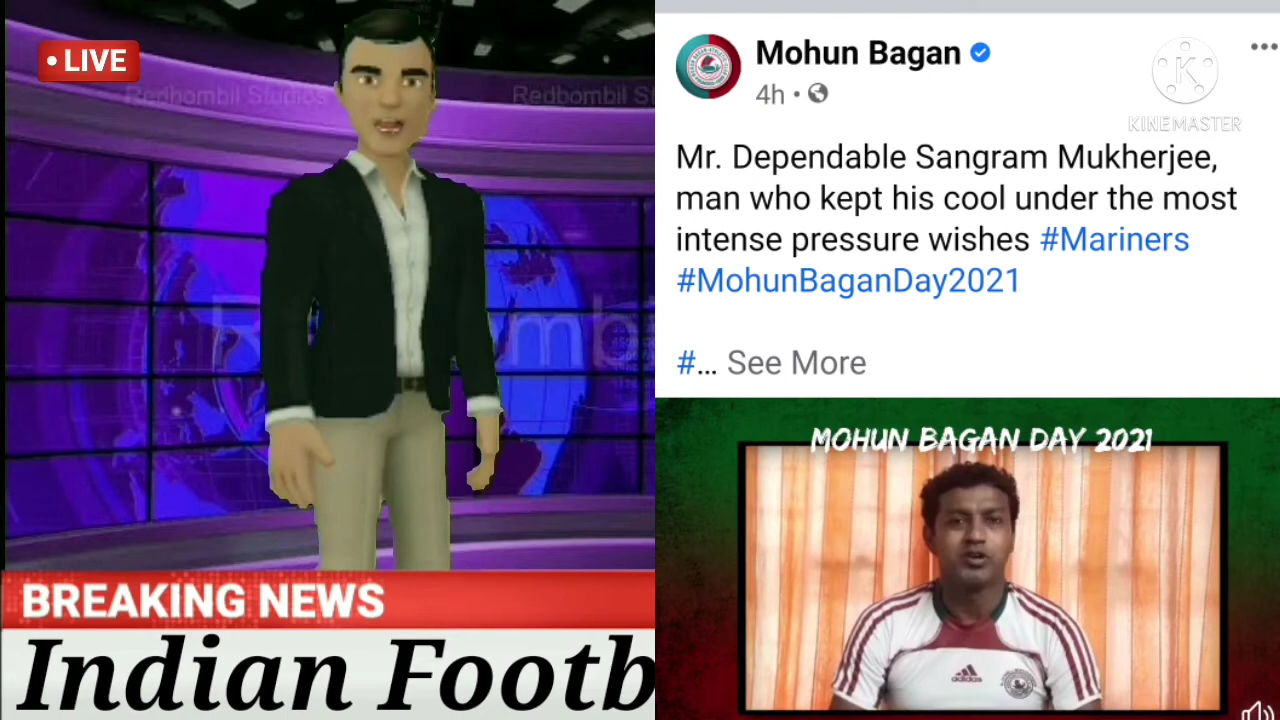 • LIVE
Redbombil Studios
Redbombil St
BREAKING NEWS
Indian Footb
Mohun Bagan
4h •
K
KINEMASTER
Mr. Dependable Sangram Mukherjee,
man who kept his cool under the most
intense pressure wishes #Mariners
#MohunBaganDay2021
#... See More
MOHUN BAGAN DAY 2021
adidas